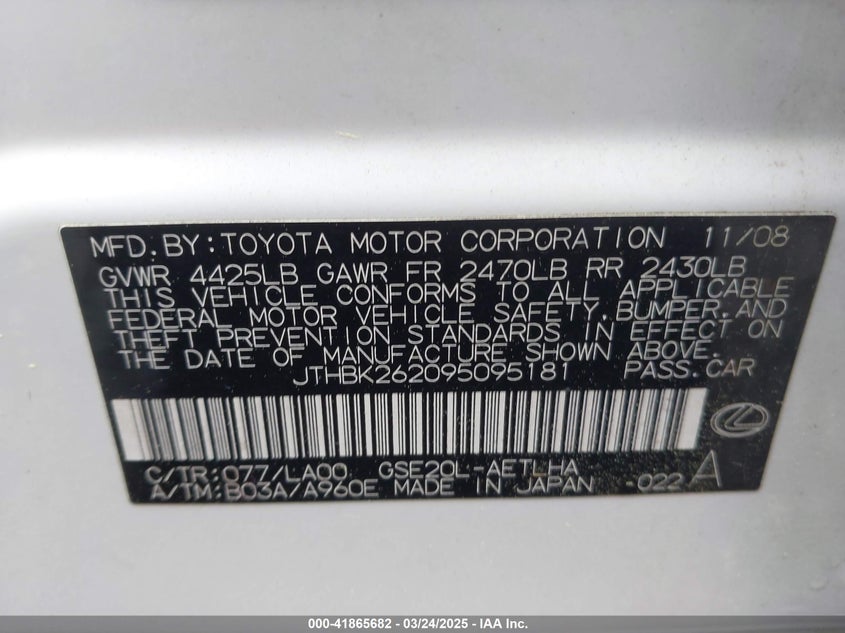 MFD. BY: TOYOTA MOTOR CORPORATION 11/08
GVWR 4425LB GAWR FR 2470LB RR 2430LB
THIS VEHICLE CONFORMS TO ALL APPLICABLE
FEDERAL MOTOR VEHICLE SAFETY, BUMPER, AND
THEFT PREVENTION STANDARDS IN EFFECT ON
THE DATE OF MANUFACTURE SHOWN ABOVE.
JTHBK262095095181 PASS. CAR
C/TR: 077/LA00 GSE20L-AETLHA
A/TM: B03A/A960E MADE IN JAPAN -022 A
000-41865682 - 03/24/2025 - IAA Inc.